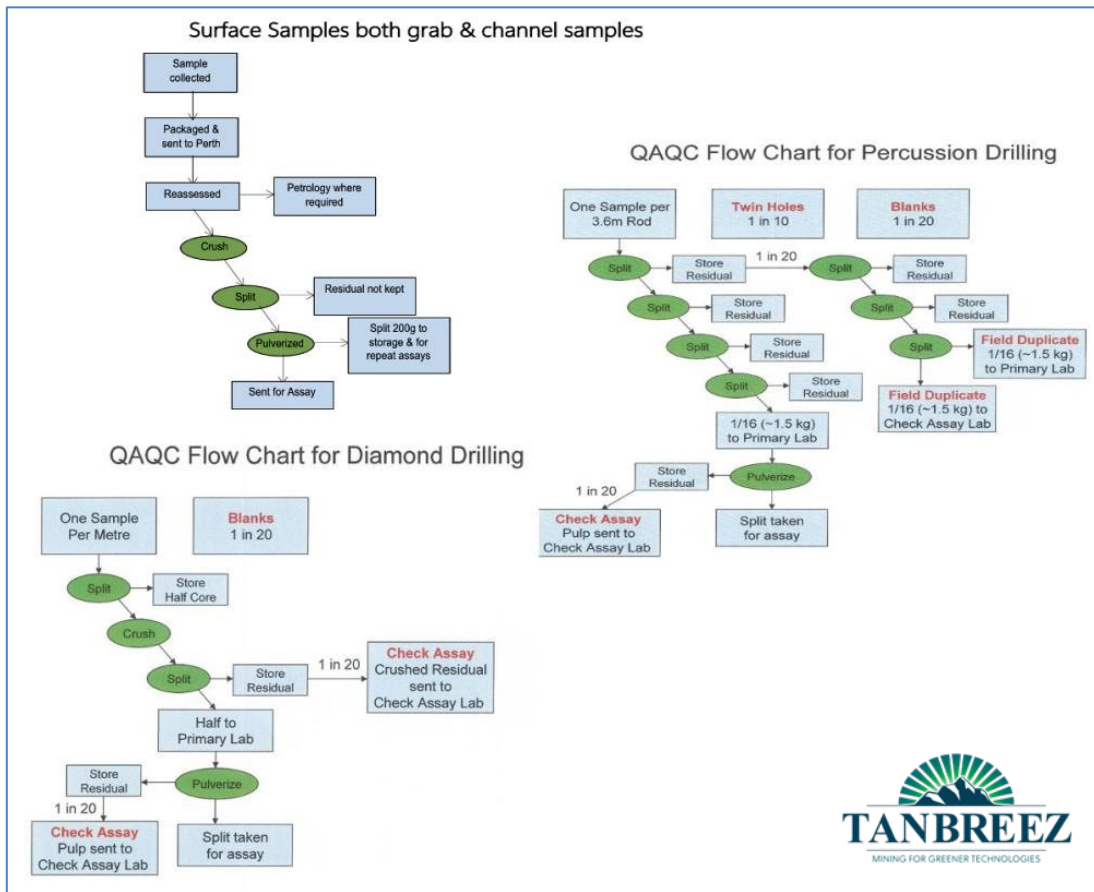 Surface Samples both grab & channel samples
Sample
collected
Packaged &
sent to Perth
Reassessed
Petrology where
required
Crush
Split
Residual not kept
Pulverized
Split 200g to
storage & for
repeat assays
Sent for Assay
QAQC Flow Chart for Percussion Drilling
One Sample per
3.6m Rod
Twin Holes
1 in 10
Blanks
1 in 20
Split
Store
Residual
1 in 20
Split
Store
Residual
Split
Store
Residual
Split
Store
Residual
Split
Store
Residual
Split
Field Duplicate
1/16 (~1.5 kg)
to Primary Lab
Split
Store
Residual
Field Duplicate
1/16 (~1.5 kg) to
Check Assay Lab
1/16 (~1.5 kg)
to Primary Lab
Pulverize
Store
Residual
1 in 20
Check Assay
Pulp sent to
Check Assay Lab
Split taken
for assay
QAQC Flow Chart for Diamond Drilling
One Sample
Per Metre
Blanks
1 in 20
Split
Store
Half Core
Crush
Split
Store
Residual
1 in 20
Check Assay
Crushed Residual
sent to
Check Assay Lab
Half to
Primary Lab
Pulverize
Store
Residual
1 in 20
Check Assay
Pulp sent to
Check Assay Lab
Split taken
for assay
TANBREEZ
MINING FOR GREENER TECHNOLOGIES